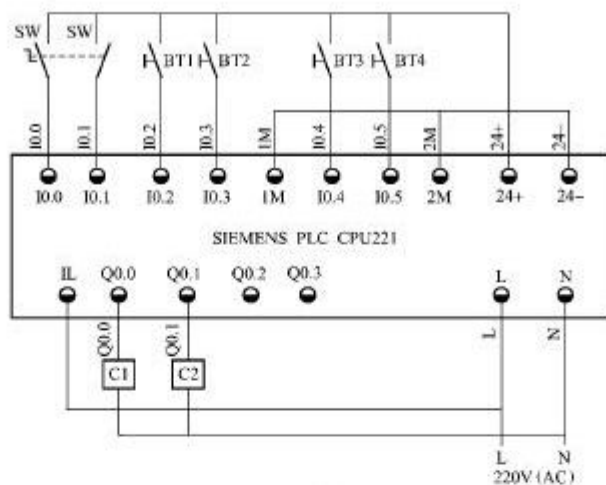 SW SW
BT1 BT2 BT3 BT4
I0.0 I0.1 I0.2 I0.3 1M I0.4 I0.5 2M 24+ 24−
I0.0 I0.1 I0.2 I0.3 1M I0.4 I0.5 2M 24+ 24−
SIEMENS PLC CPU221
IL Q0.0 Q0.1 Q0.2 Q0.3 L N
Q0.0 Q0.1 L N
C1 C2
L N
220V(AC)